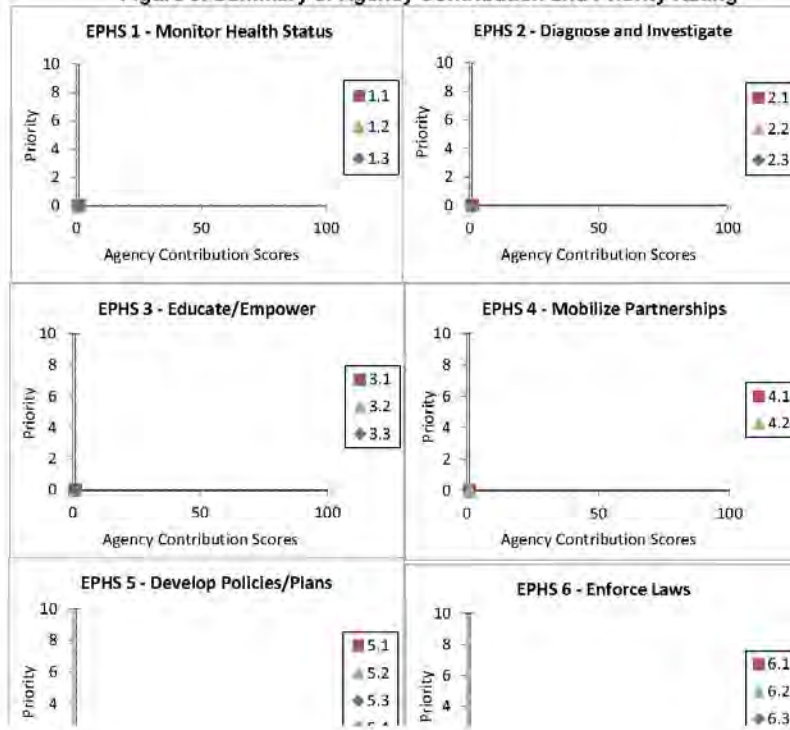 EPHS 1 - Monitor Health Status
10
8
6
4
2
0
Priority
0 50 100
Agency Contribution Scores
1.1
1.2
1.3
EPHS 2 - Diagnose and Investigate
10
8
6
4
2
0
Priority
0 50 100
Agency Contribution Scores
2.1
2.2
2.3
EPHS 3 - Educate/Empower
10
8
6
4
2
0
Priority
0 50 100
Agency Contribution Scores
3.1
3.2
3.3
EPHS 4 - Mobilize Partnerships
10
8
6
4
2
0
Priority
0 50 100
Agency Contribution Scores
4.1
4.2
EPHS 5 - Develop Policies/Plans
10
8
6
4
Priority
5.1
5.2
5.3
EPHS 6 - Enforce Laws
10
8
6
4
Priority
6.1
6.2
6.3